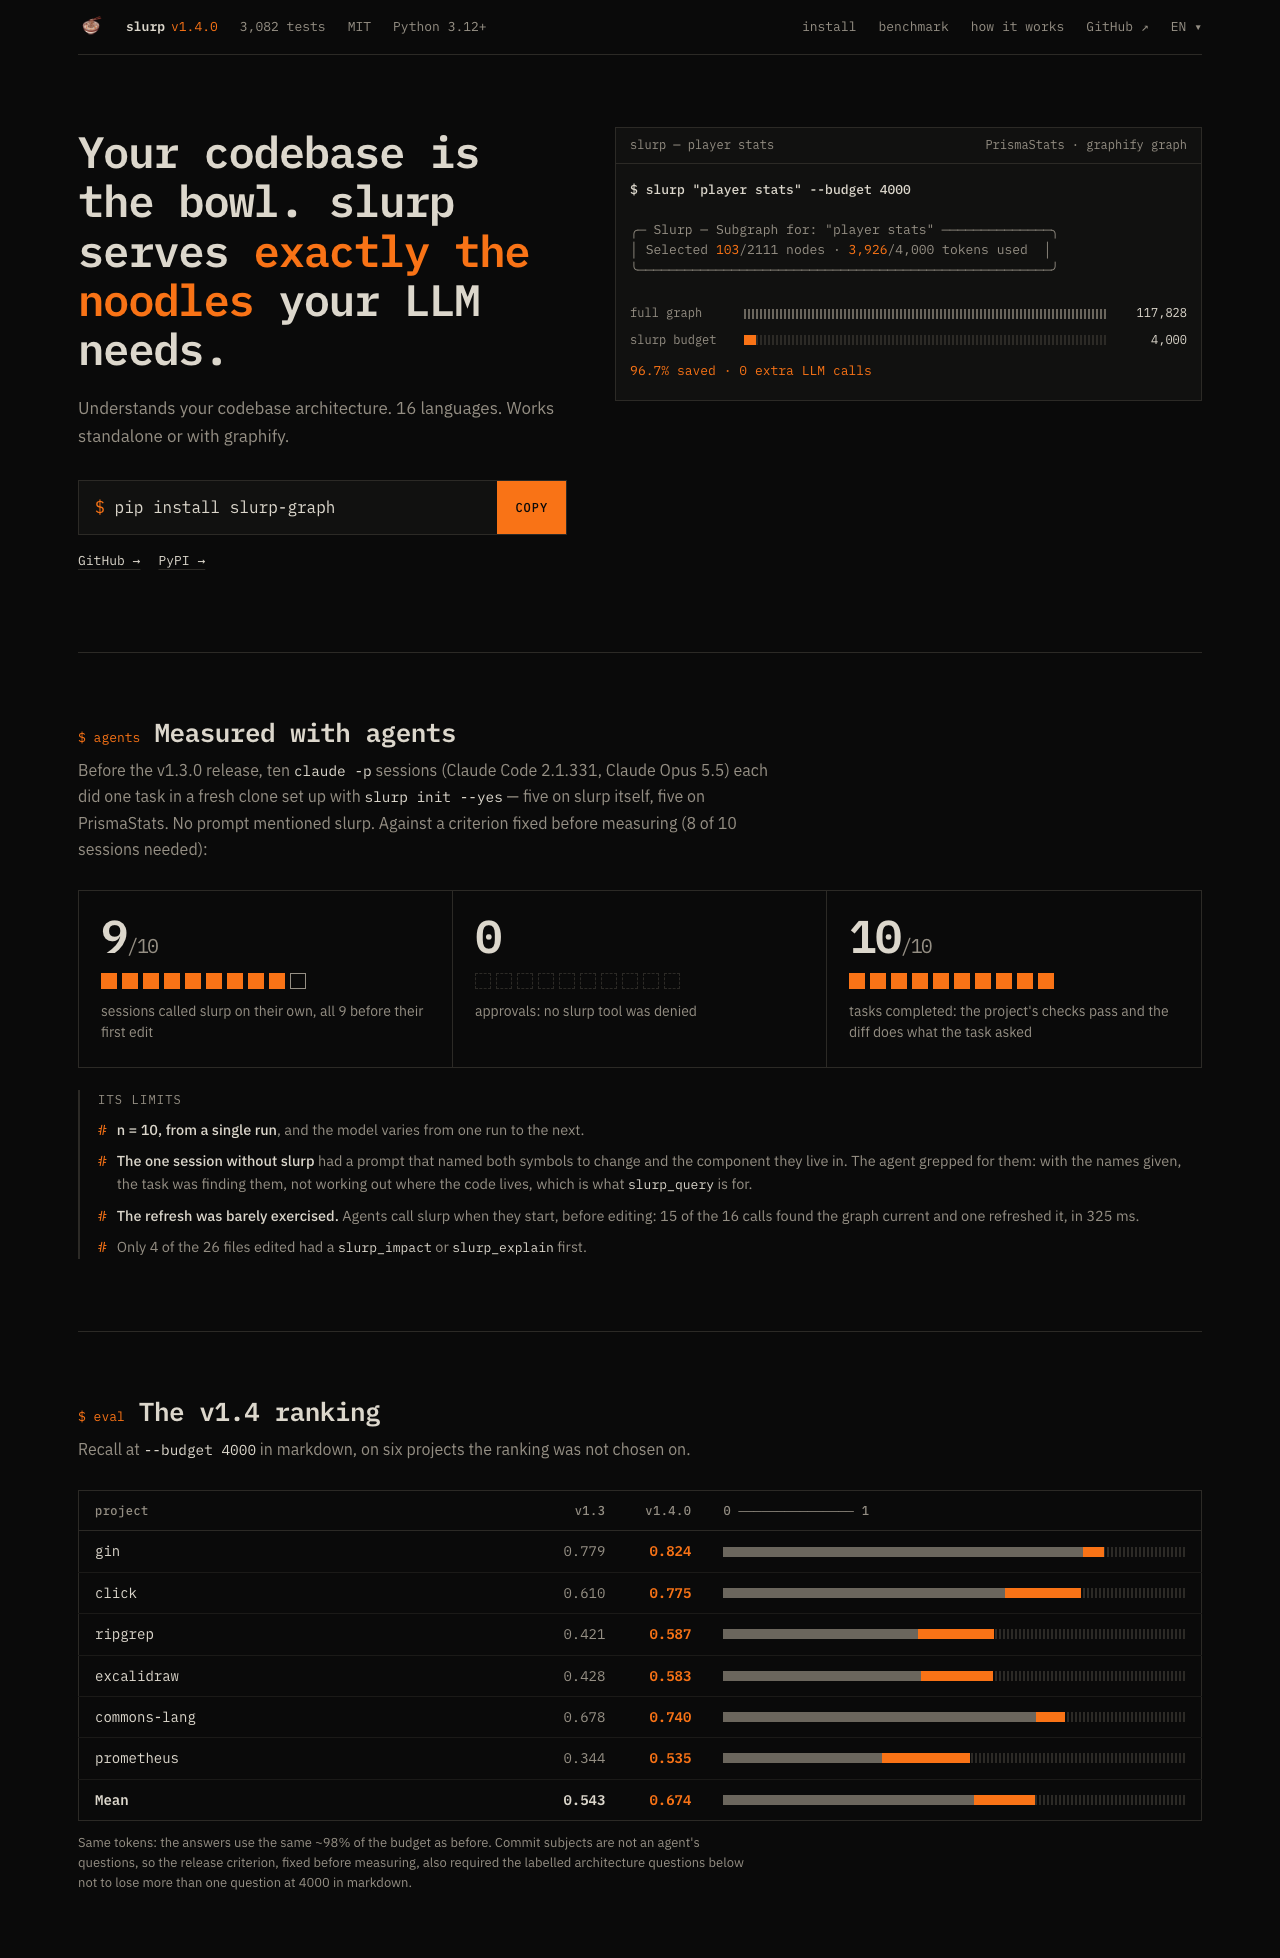 slurp v1.4.0 3,082 tests MIT Python 3.12+ install benchmark how it works GitHub ↗ EN ▾
Your codebase is
the bowl. slurp
serves exactly the
noodles your LLM
needs.
Understands your codebase architecture. 16 languages. Works
standalone or with graphify.
$ pip install slurp-graph COPY
GitHub → PyPI →
slurp — player stats PrismaStats · graphify graph
$ slurp "player stats" --budget 4000
╭─ Slurp — Subgraph for: "player stats" ──────────────╮
│ Selected 103/2111 nodes · 3,926/4,000 tokens used │
╰─────────────────────────────────────────────────────╯
full graph 117,828
slurp budget 4,000
96.7% saved · 0 extra LLM calls
$ agents Measured with agents
Before the v1.3.0 release, ten claude -p sessions (Claude Code 2.1.331, Claude Opus 5.5) each
did one task in a fresh clone set up with slurp init --yes — five on slurp itself, five on
PrismaStats. No prompt mentioned slurp. Against a criterion fixed before measuring (8 of 10
sessions needed):
9/10
sessions called slurp on their own, all 9 before their
first edit
0
approvals: no slurp tool was denied
10/10
tasks completed: the project's checks pass and the
diff does what the task asked
ITS LIMITS
# n = 10, from a single run, and the model varies from one run to the next.
# The one session without slurp had a prompt that named both symbols to change and the component they live in. The agent grepped for them: with the names given,
the task was finding them, not working out where the code lives, which is what slurp_query is for.
# The refresh was barely exercised. Agents call slurp when they start, before editing: 15 of the 16 calls found the graph current and one refreshed it, in 325 ms.
# Only 4 of the 26 files edited had a slurp_impact or slurp_explain first.
$ eval The v1.4 ranking
Recall at --budget 4000 in markdown, on six projects the ranking was not chosen on.
project v1.3 v1.4.0 0 ─────────────── 1
gin 0.779 0.824
click 0.610 0.775
ripgrep 0.421 0.587
excalidraw 0.428 0.583
commons-lang 0.678 0.740
prometheus 0.344 0.535
Mean 0.543 0.674
Same tokens: the answers use the same ~98% of the budget as before. Commit subjects are not an agent's
questions, so the release criterion, fixed before measuring, also required the labelled architecture questions below
not to lose more than one question at 4000 in markdown.